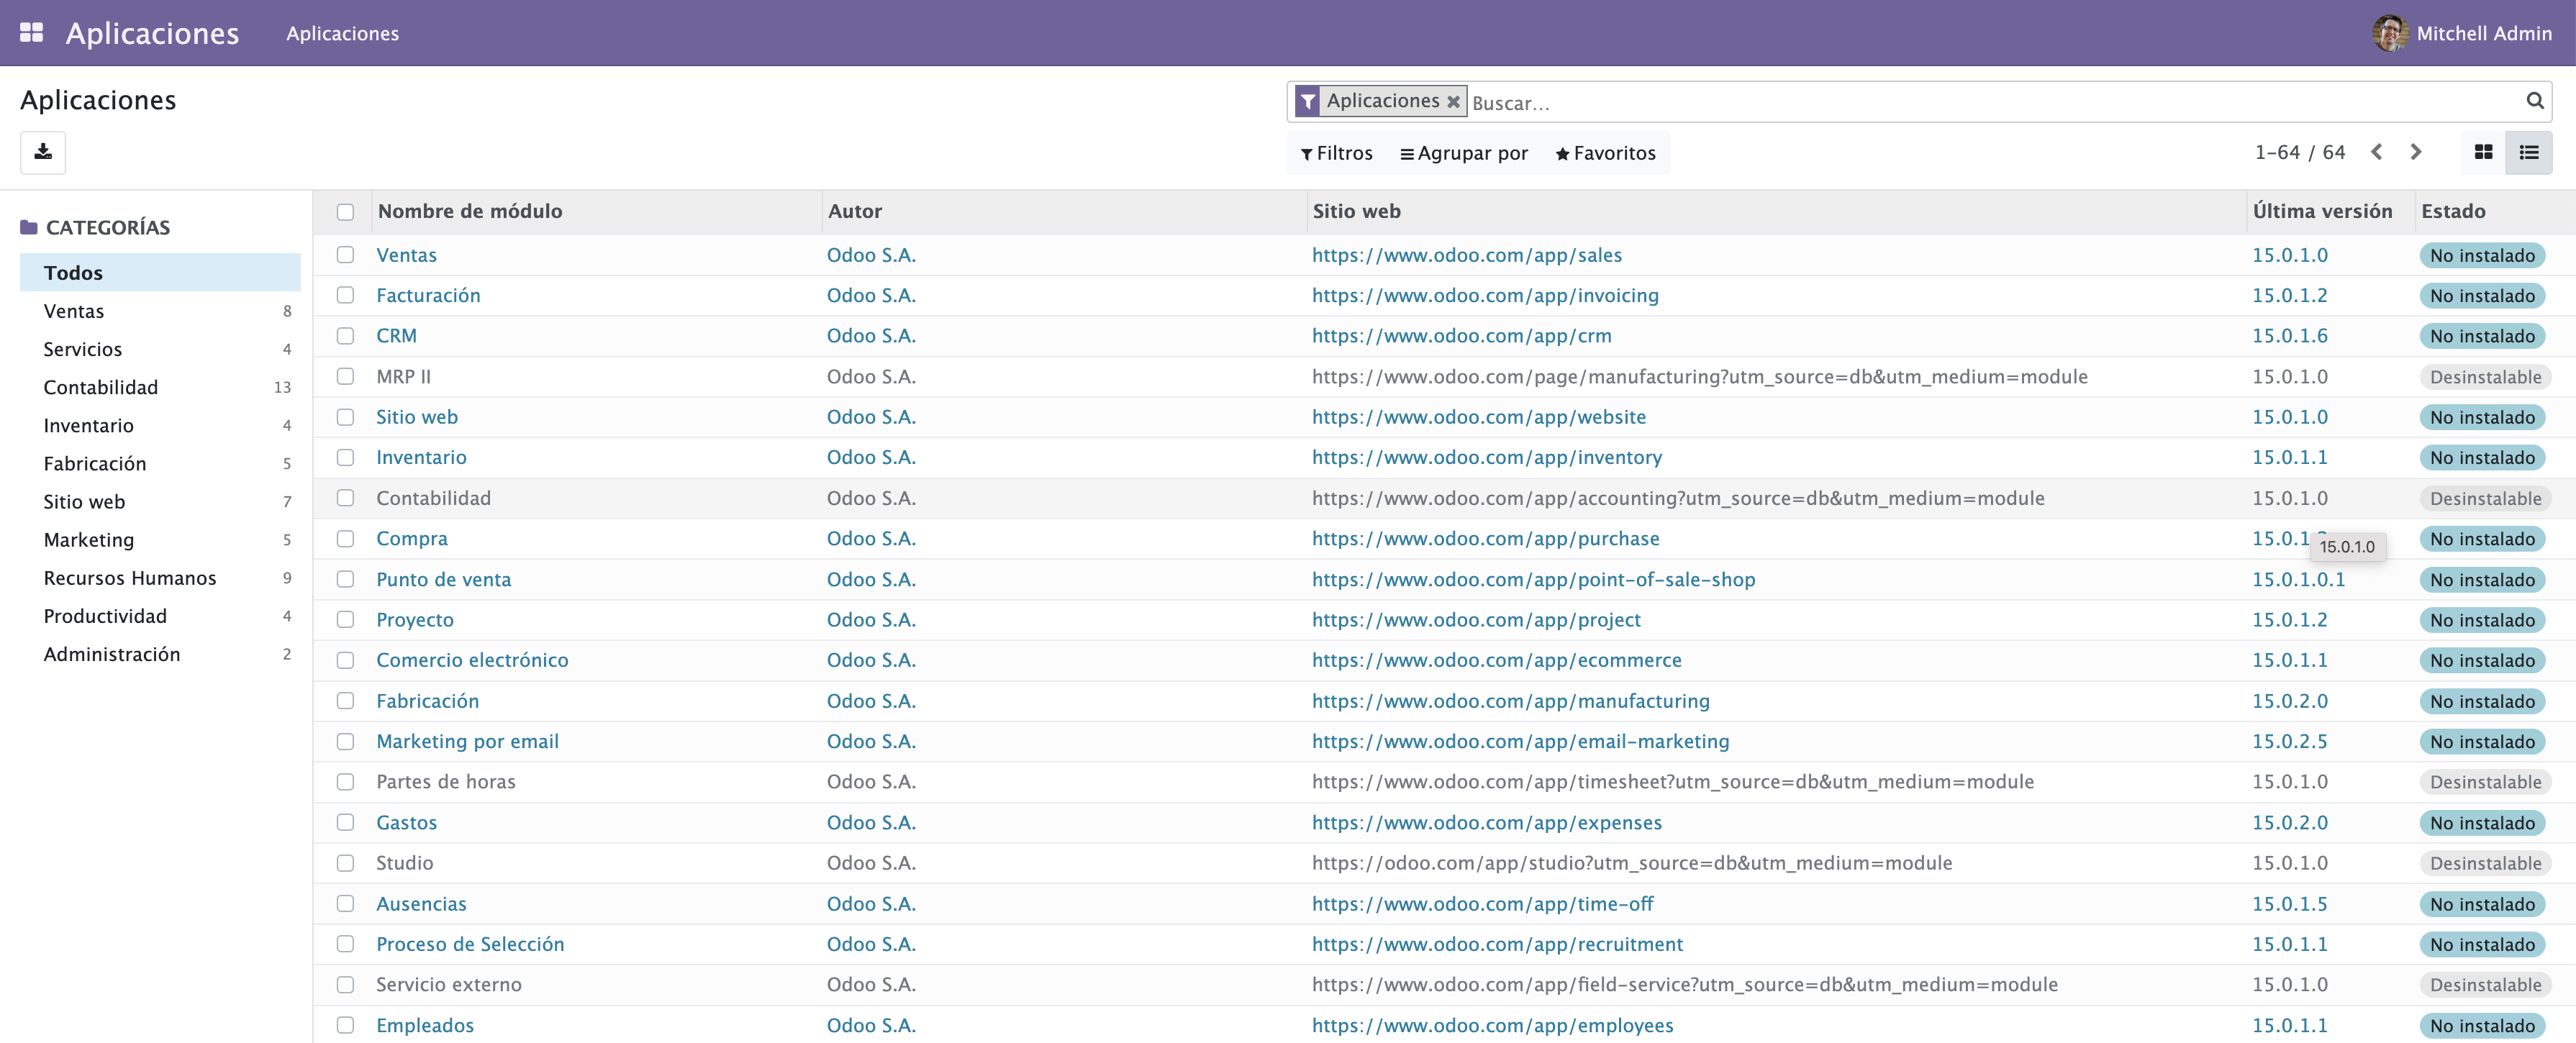 Aplicaciones Aplicaciones Mitchell Admin
Aplicaciones
Aplicaciones Buscar...
Filtros Agrupar por Favoritos 1-64 / 64
CATEGORÍAS
Todos
Ventas 8
Servicios 4
Contabilidad 13
Inventario 4
Fabricación 5
Sitio web 7
Marketing 5
Recursos Humanos 9
Productividad 4
Administración 2
Nombre de módulo Autor Sitio web Última versión Estado
Ventas Odoo S.A. https://www.odoo.com/app/sales 15.0.1.0 No instalado
Facturación Odoo S.A. https://www.odoo.com/app/invoicing 15.0.1.2 No instalado
CRM Odoo S.A. https://www.odoo.com/app/crm 15.0.1.6 No instalado
MRP II Odoo S.A. https://www.odoo.com/page/manufacturing?utm_source=db&utm_medium=module 15.0.1.0 Desinstalable
Sitio web Odoo S.A. https://www.odoo.com/app/website 15.0.1.0 No instalado
Inventario Odoo S.A. https://www.odoo.com/app/inventory 15.0.1.1 No instalado
Contabilidad Odoo S.A. https://www.odoo.com/app/accounting?utm_source=db&utm_medium=module 15.0.1.0 Desinstalable
Compra Odoo S.A. https://www.odoo.com/app/purchase No instalado
15.0.1.0
Punto de venta Odoo S.A. https://www.odoo.com/app/point-of-sale-shop 15.0.1.0.1 No instalado
Proyecto Odoo S.A. https://www.odoo.com/app/project 15.0.1.2 No instalado
Comercio electrónico Odoo S.A. https://www.odoo.com/app/ecommerce 15.0.1.1 No instalado
Fabricación Odoo S.A. https://www.odoo.com/app/manufacturing 15.0.2.0 No instalado
Marketing por email Odoo S.A. https://www.odoo.com/app/email-marketing 15.0.2.5 No instalado
Partes de horas Odoo S.A. https://www.odoo.com/app/timesheet?utm_source=db&utm_medium=module 15.0.1.0 Desinstalable
Gastos Odoo S.A. https://www.odoo.com/app/expenses 15.0.2.0 No instalado
Studio Odoo S.A. https://odoo.com/app/studio?utm_source=db&utm_medium=module 15.0.1.0 Desinstalable
Ausencias Odoo S.A. https://www.odoo.com/app/time-off 15.0.1.5 No instalado
Proceso de Selección Odoo S.A. https://www.odoo.com/app/recruitment 15.0.1.1 No instalado
Servicio externo Odoo S.A. https://www.odoo.com/app/field-service?utm_source=db&utm_medium=module 15.0.1.0 Desinstalable
Empleados Odoo S.A. https://www.odoo.com/app/employees 15.0.1.1 No instalado